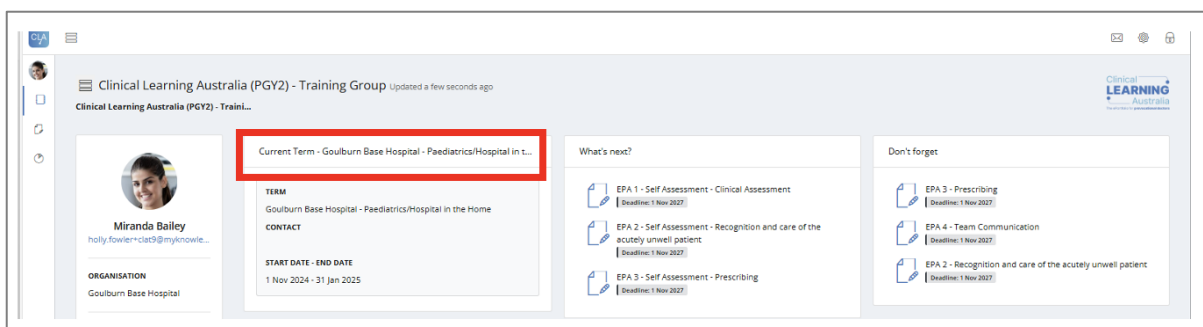 CLA
Clinical Learning Australia (PGY2) - Training Group Updated a few seconds ago
Clinical Learning Australia (PGY2) - Traini...
Clinical
LEARNING
Australia
Miranda Bailey
holly.fowler+clat9@myknowle...
ORGANISATION
Goulburn Base Hospital
Current Term - Goulburn Base Hospital - Paediatrics/Hospital in t...
TERM
Goulburn Base Hospital - Paediatrics/Hospital in the Home
CONTACT
START DATE - END DATE
1 Nov 2024 - 31 Jan 2025
What's next?
EPA 1 - Self Assessment - Clinical Assessment
Deadline: 1 Nov 2027
EPA 2 - Self Assessment - Recognition and care of the
acutely unwell patient
Deadline: 1 Nov 2027
EPA 3 - Self Assessment - Prescribing
Deadline: 1 Nov 2027
Don't forget
EPA 3 - Prescribing
Deadline: 1 Nov 2027
EPA 4 - Team Communication
Deadline: 1 Nov 2027
EPA 2 - Recognition and care of the acutely unwell patient
Deadline: 1 Nov 2027